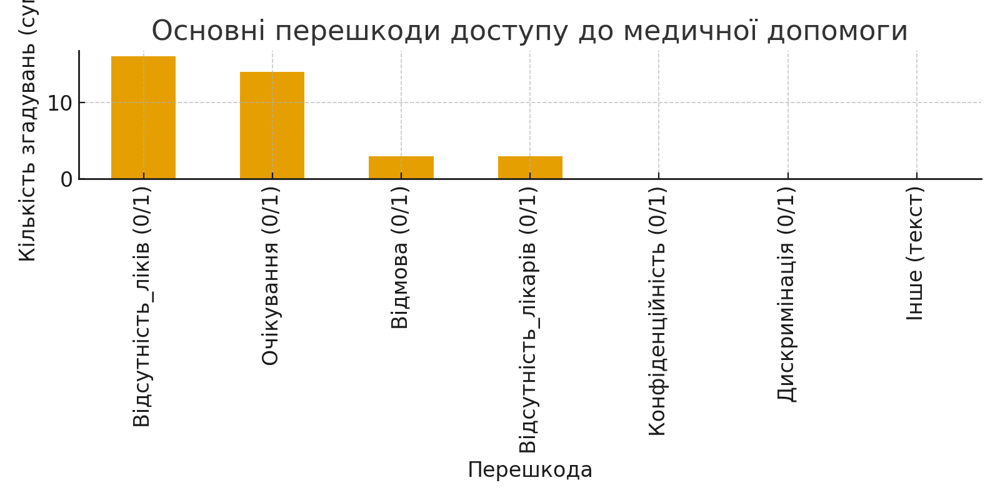 Основні перешкоди доступу до медичної допомоги
Кількість згадувань
10
0
Відсутність_ліків (0/1)
Очікування (0/1)
Відмова (0/1)
Відсутність_лікарів (0/1)
Конфіденційність (0/1)
Дискримінація (0/1)
Інше (текст)
Перешкода